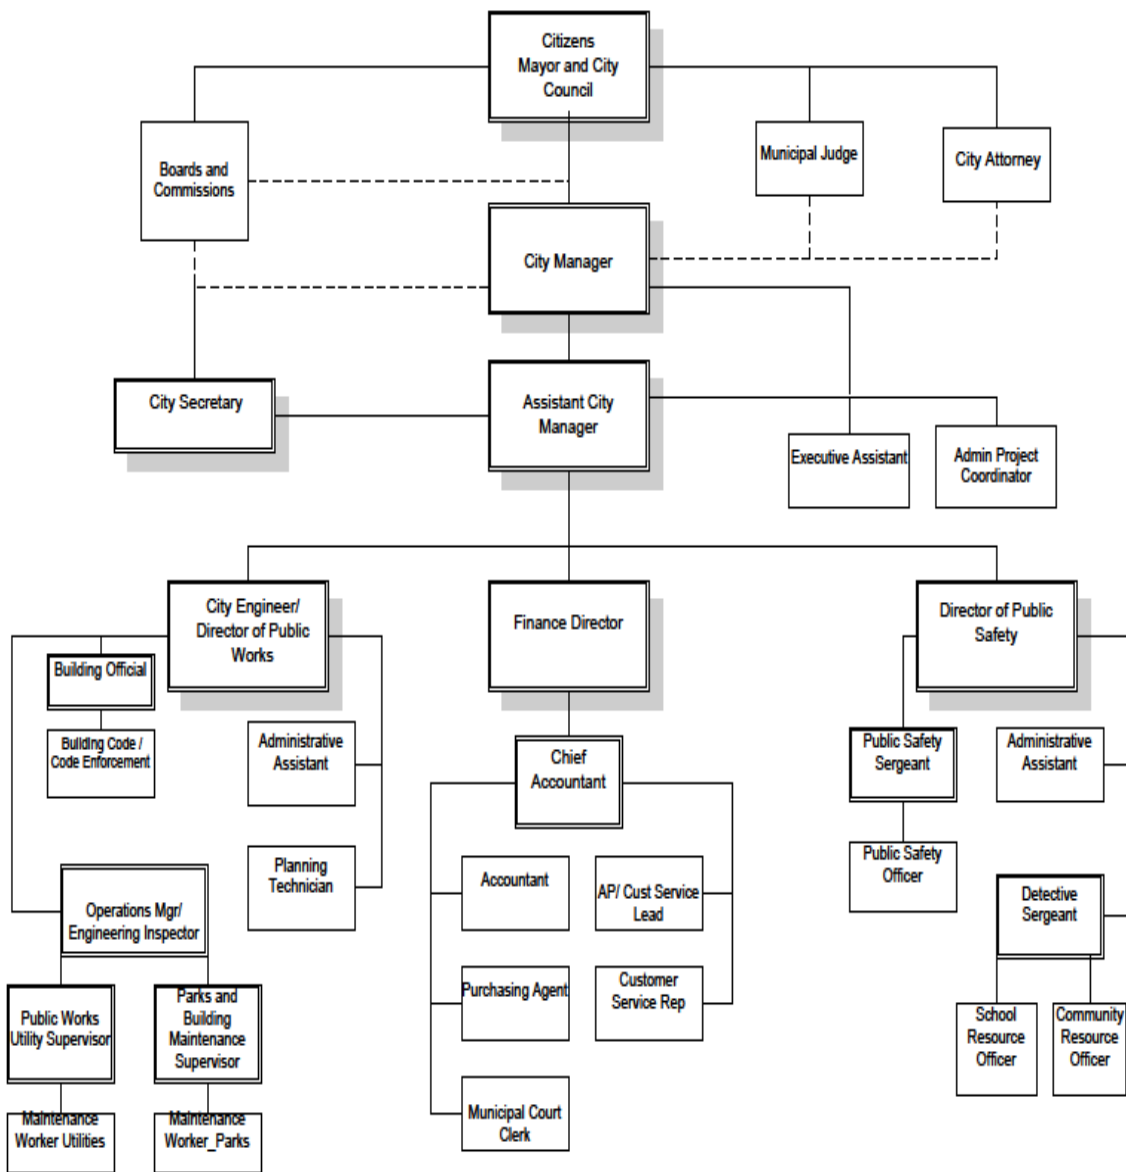 Citizens
Mayor and City
Council
Boards and
Commissions
Municipal Judge
City Attorney
City Manager
City Secretary
Assistant City
Manager
Executive Assistant
Admin Project
Coordinator
City Engineer/
Director of Public
Works
Finance Director
Director of Public
Safety
Building Official
Building Code /
Code Enforcement
Administrative
Assistant
Planning
Technician
Operations Mgr/
Engineering Inspector
Public Works
Utility Supervisor
Parks and
Building
Maintenance
Supervisor
Maintenance
Worker Utilities
Maintenance
Worker_Parks
Chief
Accountant
Accountant
AP/ Cust Service
Lead
Purchasing Agent
Customer
Service Rep
Municipal Court
Clerk
Public Safety
Sergeant
Administrative
Assistant
Public Safety
Officer
Detective
Sergeant
School
Resource
Officer
Community
Resource
Officer